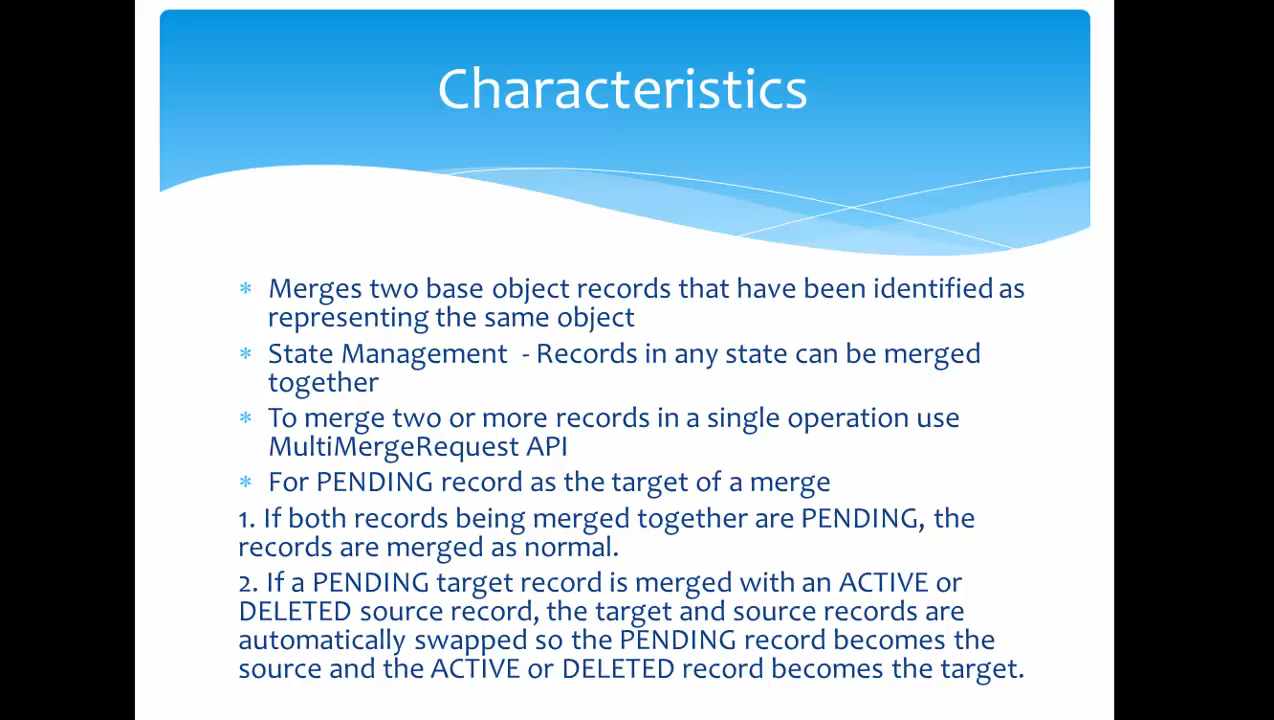 Characteristics
* Merges two base object records that have been identified as
representing the same object
* State Management - Records in any state can be merged
together
* To merge two or more records in a single operation use
MultiMergeRequest API
* For PENDING record as the target of a merge
1. If both records being merged together are PENDING, the
records are merged as normal.
2. If a PENDING target record is merged with an ACTIVE or
DELETED source record, the target and source records are
automatically swapped so the PENDING record becomes the
source and the ACTIVE or DELETED record becomes the target.